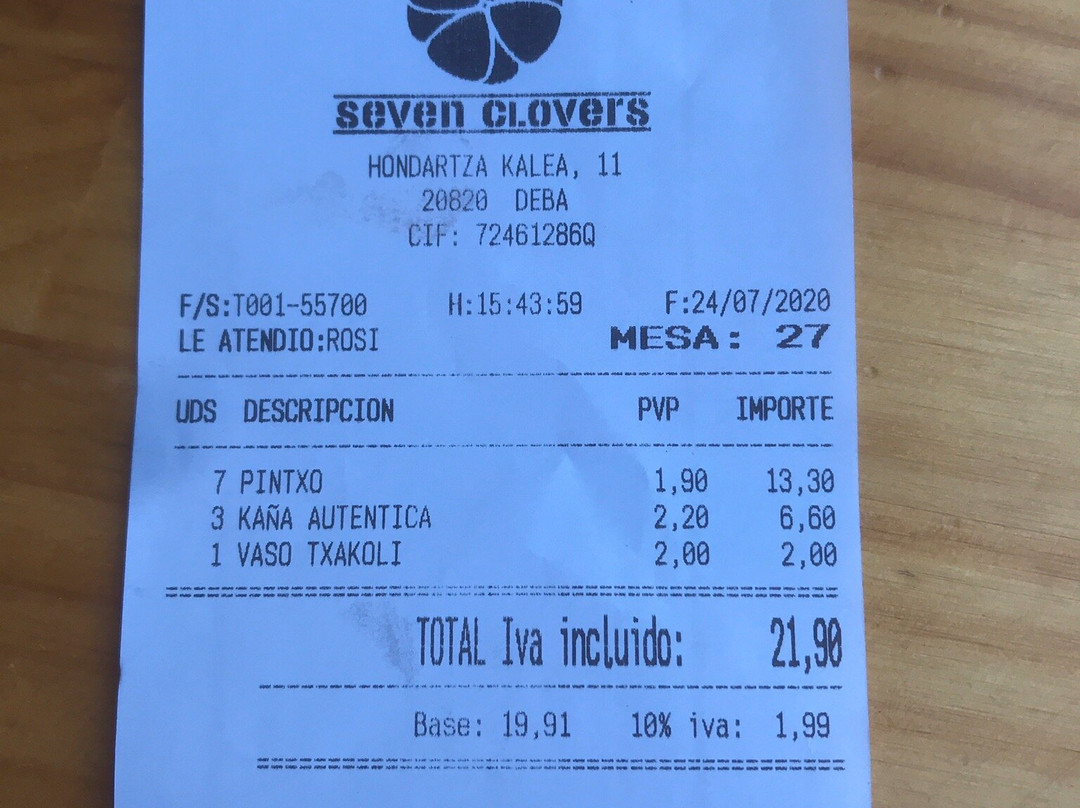 seven cLovers
HONDARTZA KALEA, 11
20820 DEBA
CIF: 72461286Q
F/S:T001-55700 H:15:43:59 F:24/07/2020
LE ATENDIO:ROSI MESA: 27
UDS DESCRIPCION PVP IMPORTE
7 PINTXO 1,90 13,30
3 KAÑA AUTENTICA 2,20 6,60
1 VASO TXAKOLI 2,00 2,00
TOTAL Iva incluido: 21,90
Base: 19,91 10% iva: 1,99